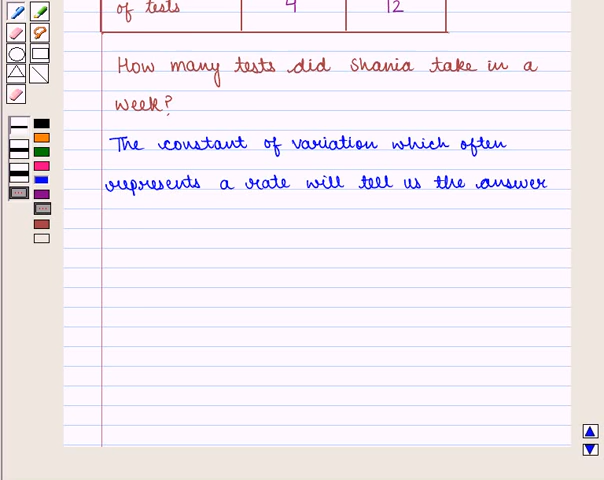 of tests 4 12
How many tests did Shania take in a
week?
The constant of variation which often
represents a rate will tell us the answer